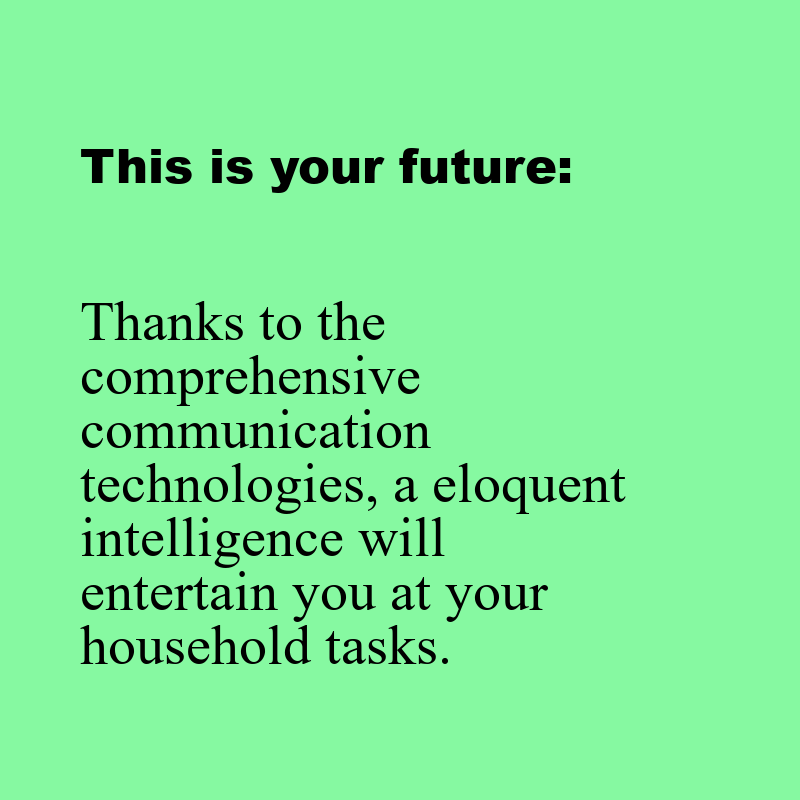 This is your future:
Thanks to the
comprehensive
communication
technologies, a eloquent
intelligence will
entertain you at your
household tasks.